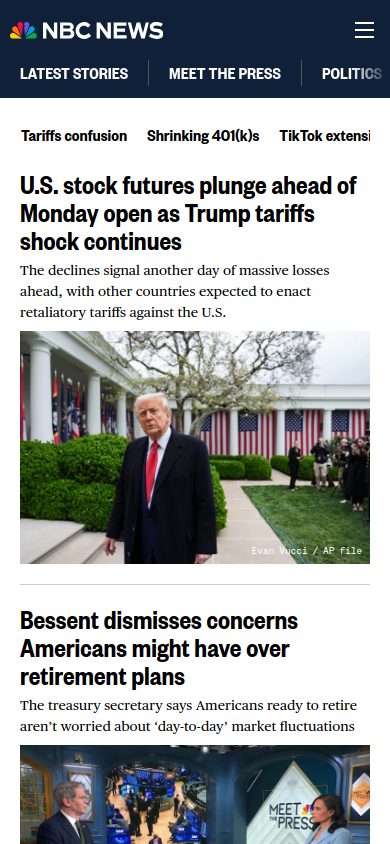 NBC NEWS
LATEST STORIES
MEET THE PRESS
POLITICS
Tariffs confusion
Shrinking 401(k)s
TikTok extensi
U.S. stock futures plunge ahead of
Monday open as Trump tariffs
shock continues
The declines signal another day of massive losses
ahead, with other countries expected to enact
retaliatory tariffs against the U.S.
Evan Vucci / AP file
Bessent dismisses concerns
Americans might have over
retirement plans
The treasury secretary says Americans ready to retire
aren’t worried about ‘day-to-day’ market fluctuations
MEET
THE PRESS